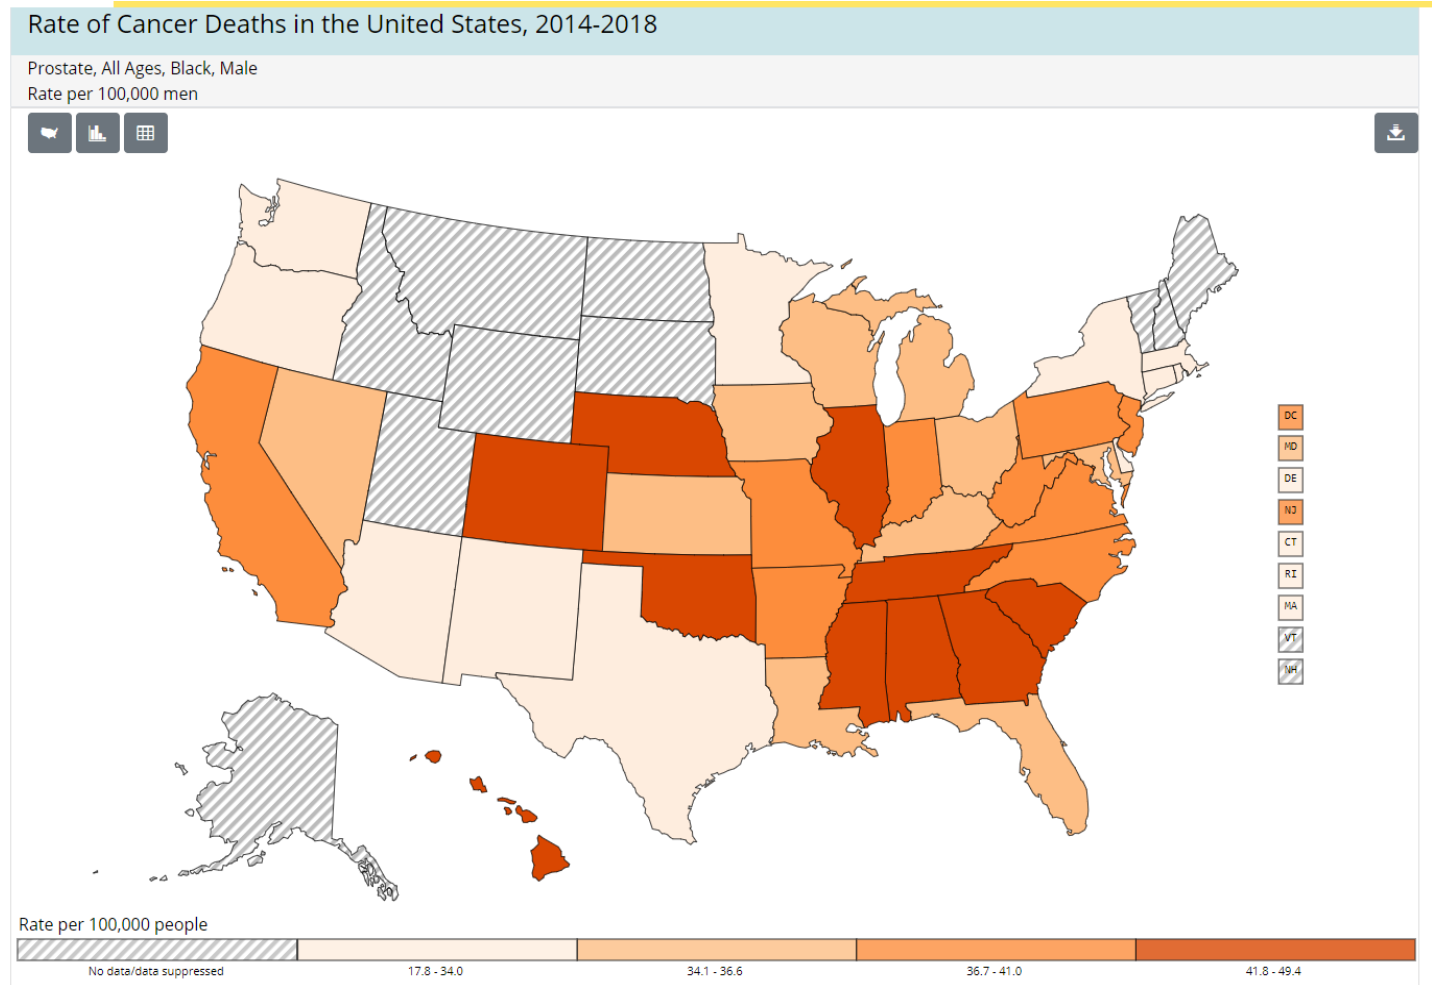 Rate of Cancer Deaths in the United States, 2014-2018
Prostate, All Ages, Black, Male
Rate per 100,000 men
DC
MD
DE
NJ
CT
RI
MA
VT
NH
Rate per 100,000 people
No data/data suppressed
17.8 - 34.0
34.1 - 36.6
36.7 - 41.0
41.8 - 49.4